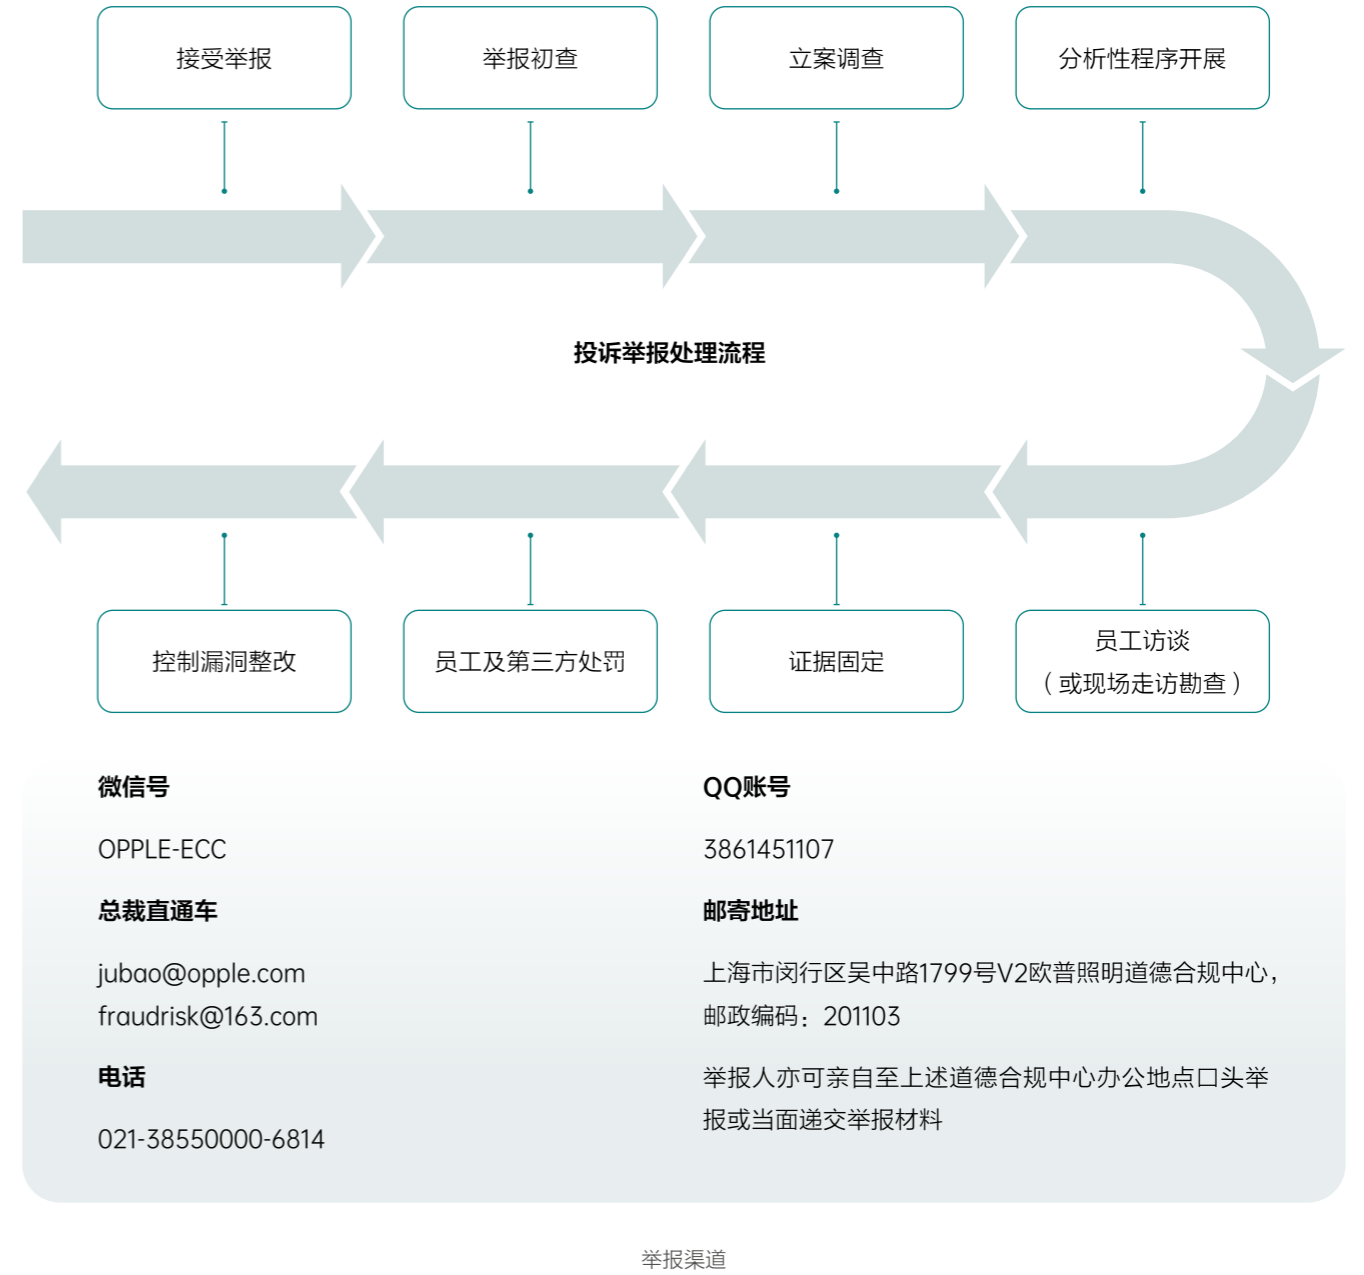 接受举报
举报初查
立案调查
分析性程序开展
投诉举报处理流程
控制漏洞整改
员工及第三方处罚
证据固定
员工访谈
（或现场走访勘查）
微信号
OPPLE-ECC
总裁直通车
jubao@opple.com
fraudrisk@163.com
电话
021-38550000-6814
QQ账号
3861451107
邮寄地址
上海市闵行区吴中路1799号V2欧普照明道德合规中心，
邮政编码：201103
举报人亦可亲自至上述道德合规中心办公地点口头举
报或当面递交举报材料
举报渠道